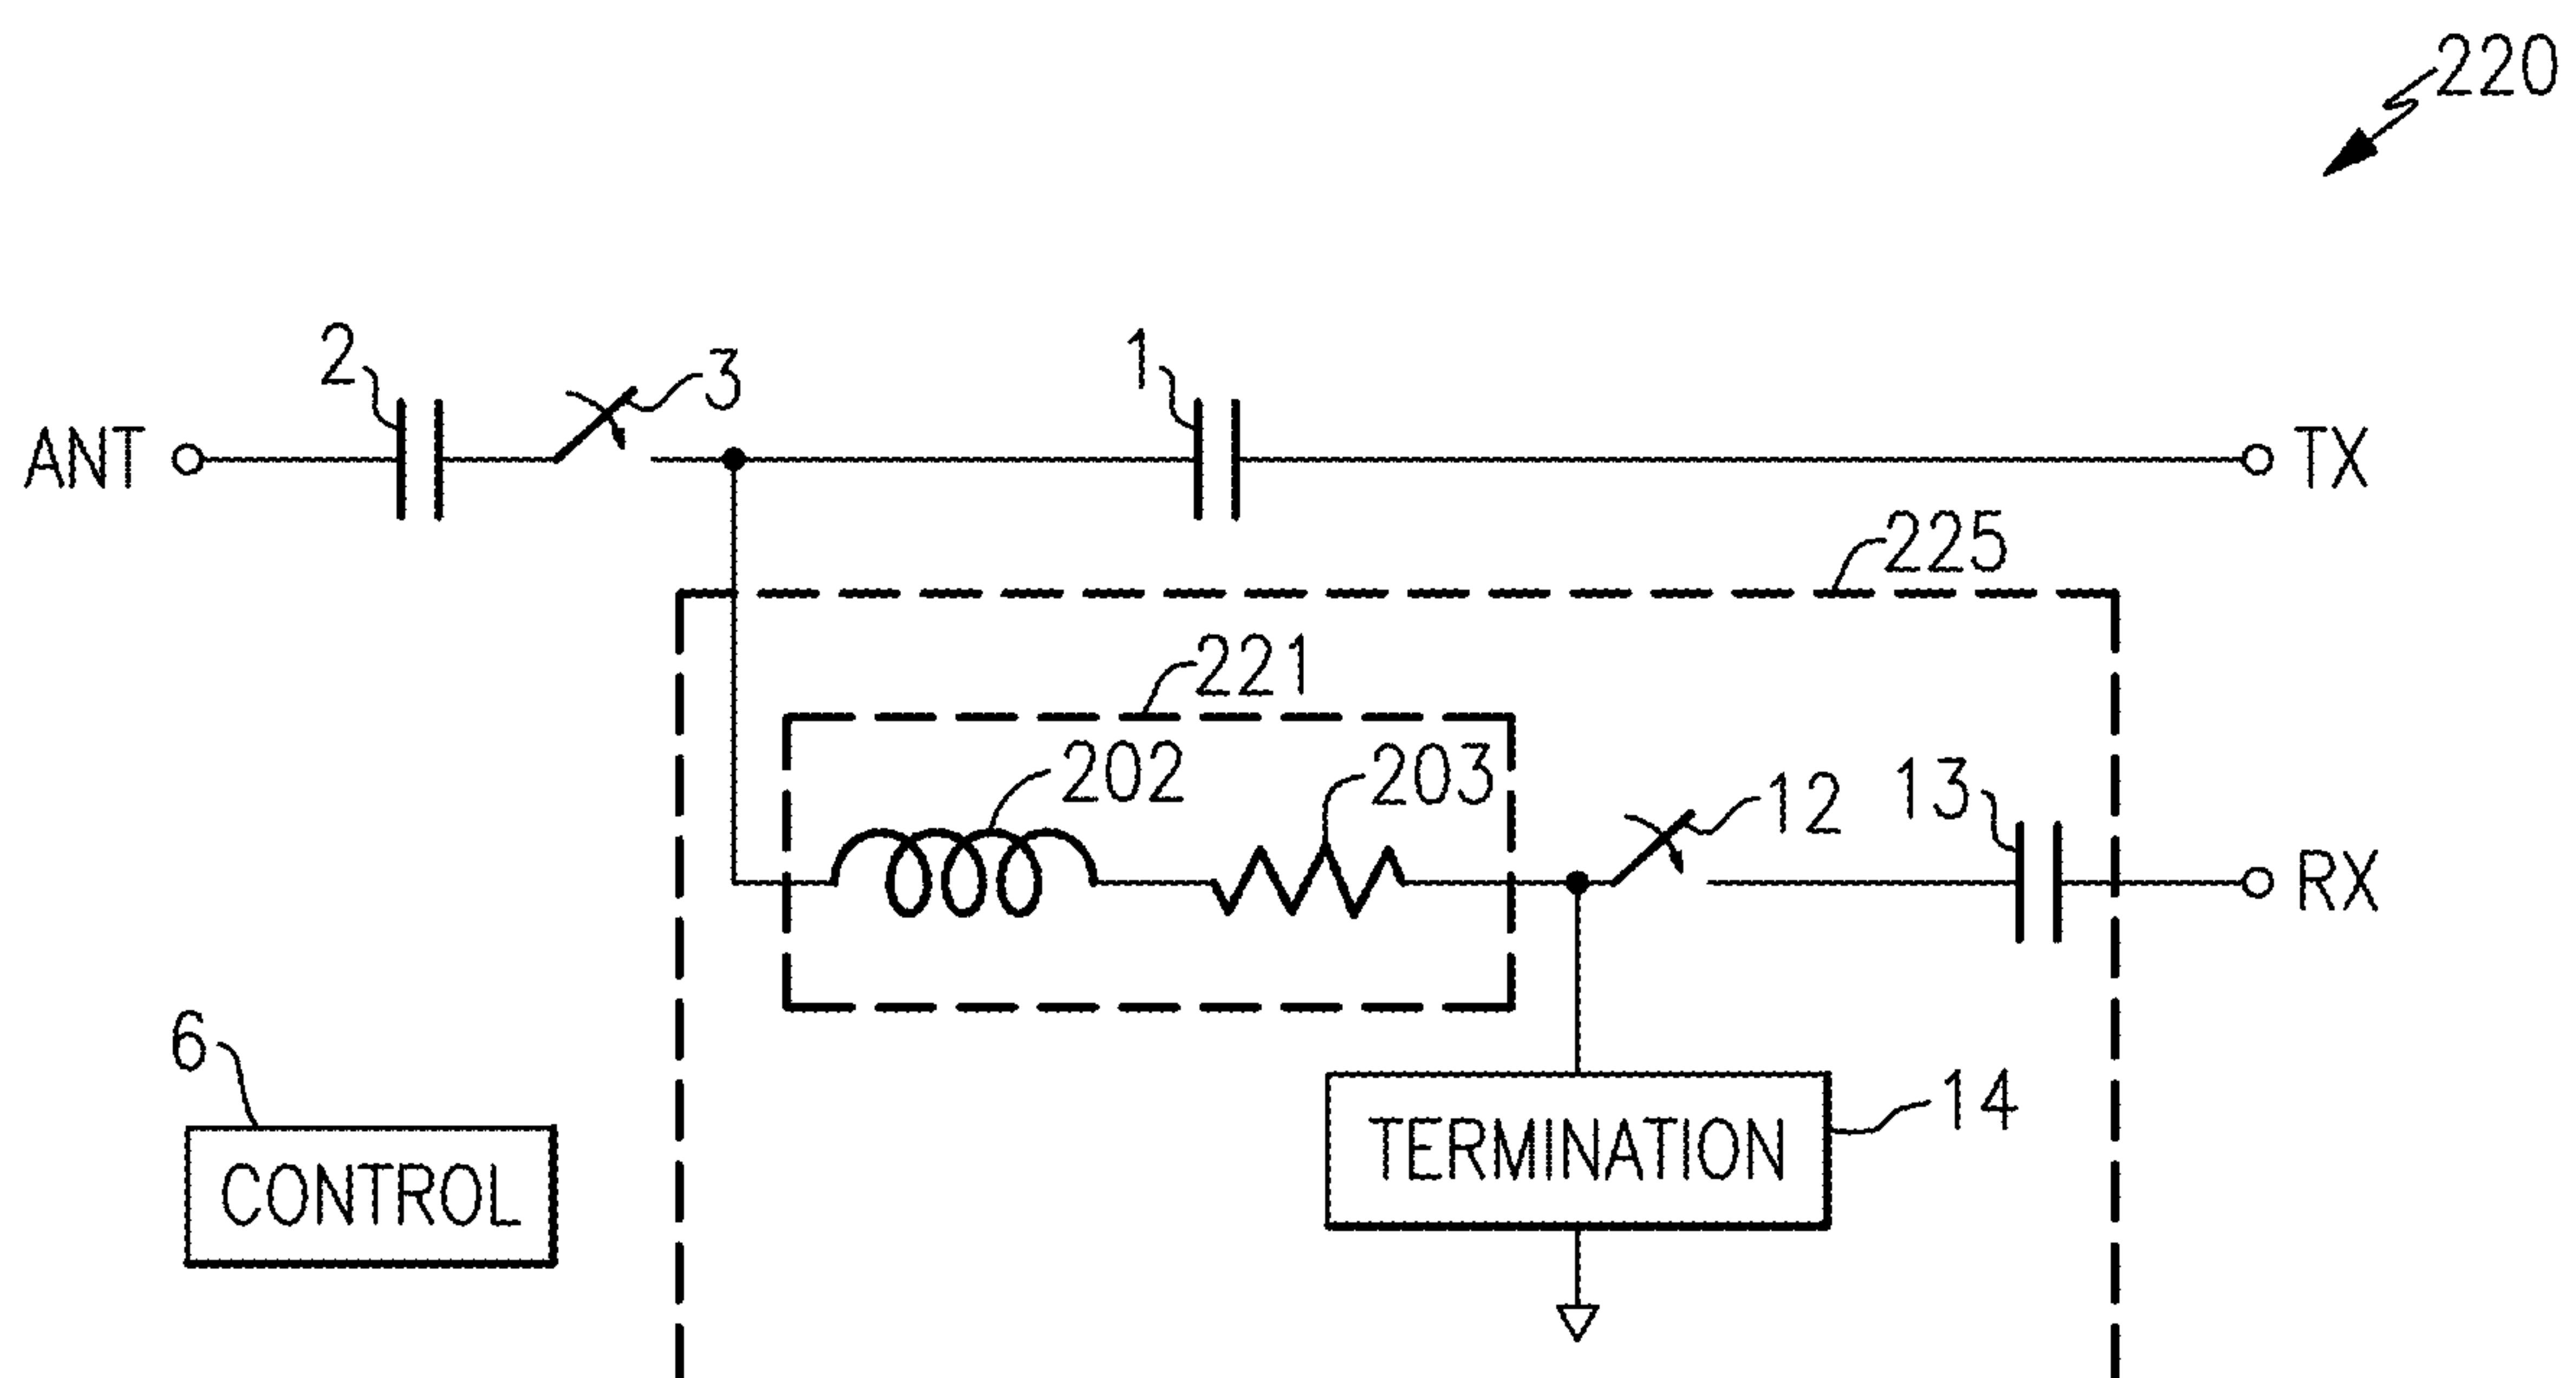 220
2
3
1
ANT
TX
225
221
202
203
12
13
RX
6
CONTROL
TERMINATION
14